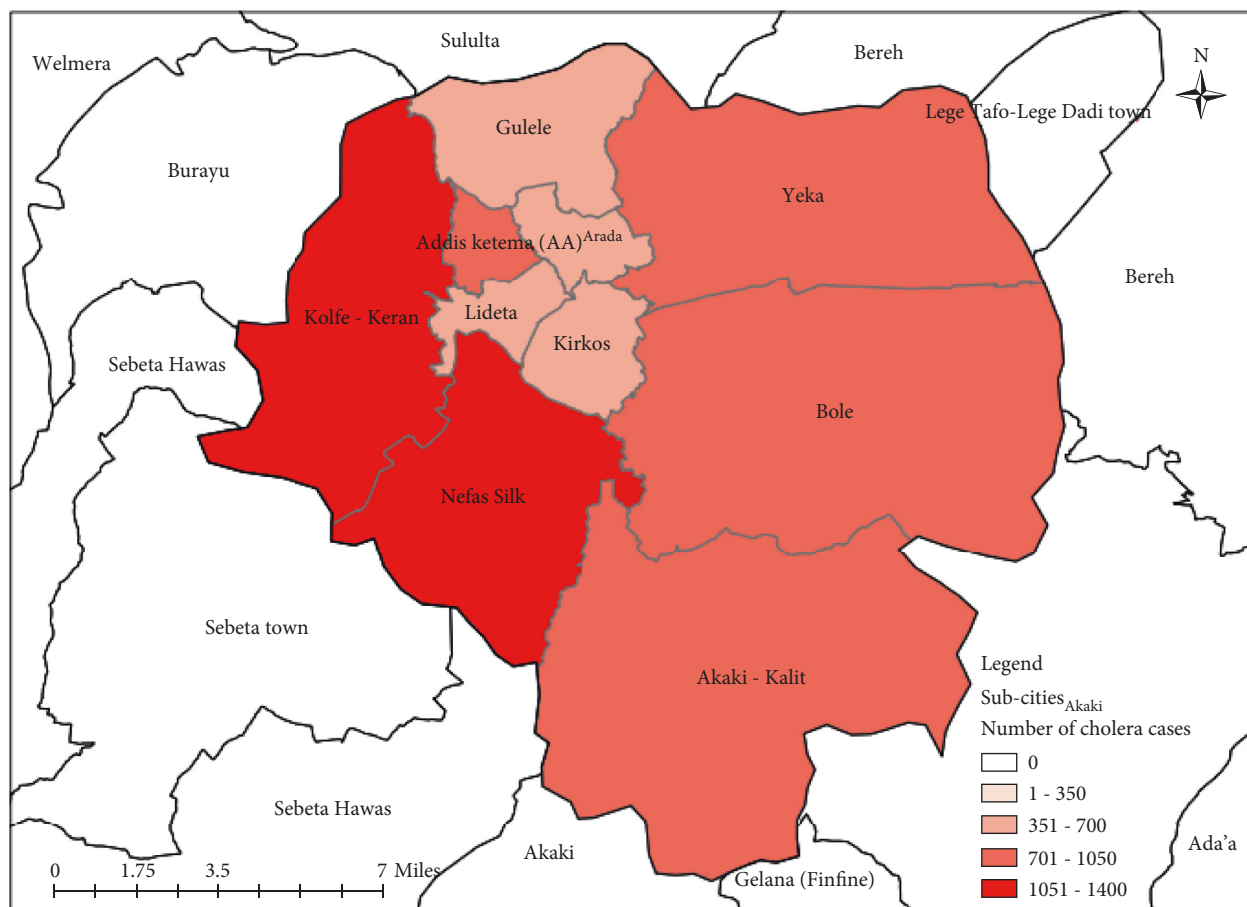 Sululta
Bereh
Welmera
N
Lege Tafo-Lege Dadi town
Gulele
Burayu
Yeka
Addis ketema (AA) Arada
Bereh
Kolfe - Keran
Lideta
Kirkos
Sebeta Hawas
Bole
Nefas Silk
Sebeta town
Akaki - Kalit
Legend
Sub-cities Akaki
Number of cholera cases
0
1 - 350
351 - 700
701 - 1050
1051 - 1400
Sebeta Hawas
Akaki
Ada'a
Gelana (Finfine)
0 1.75 3.5 7 Miles